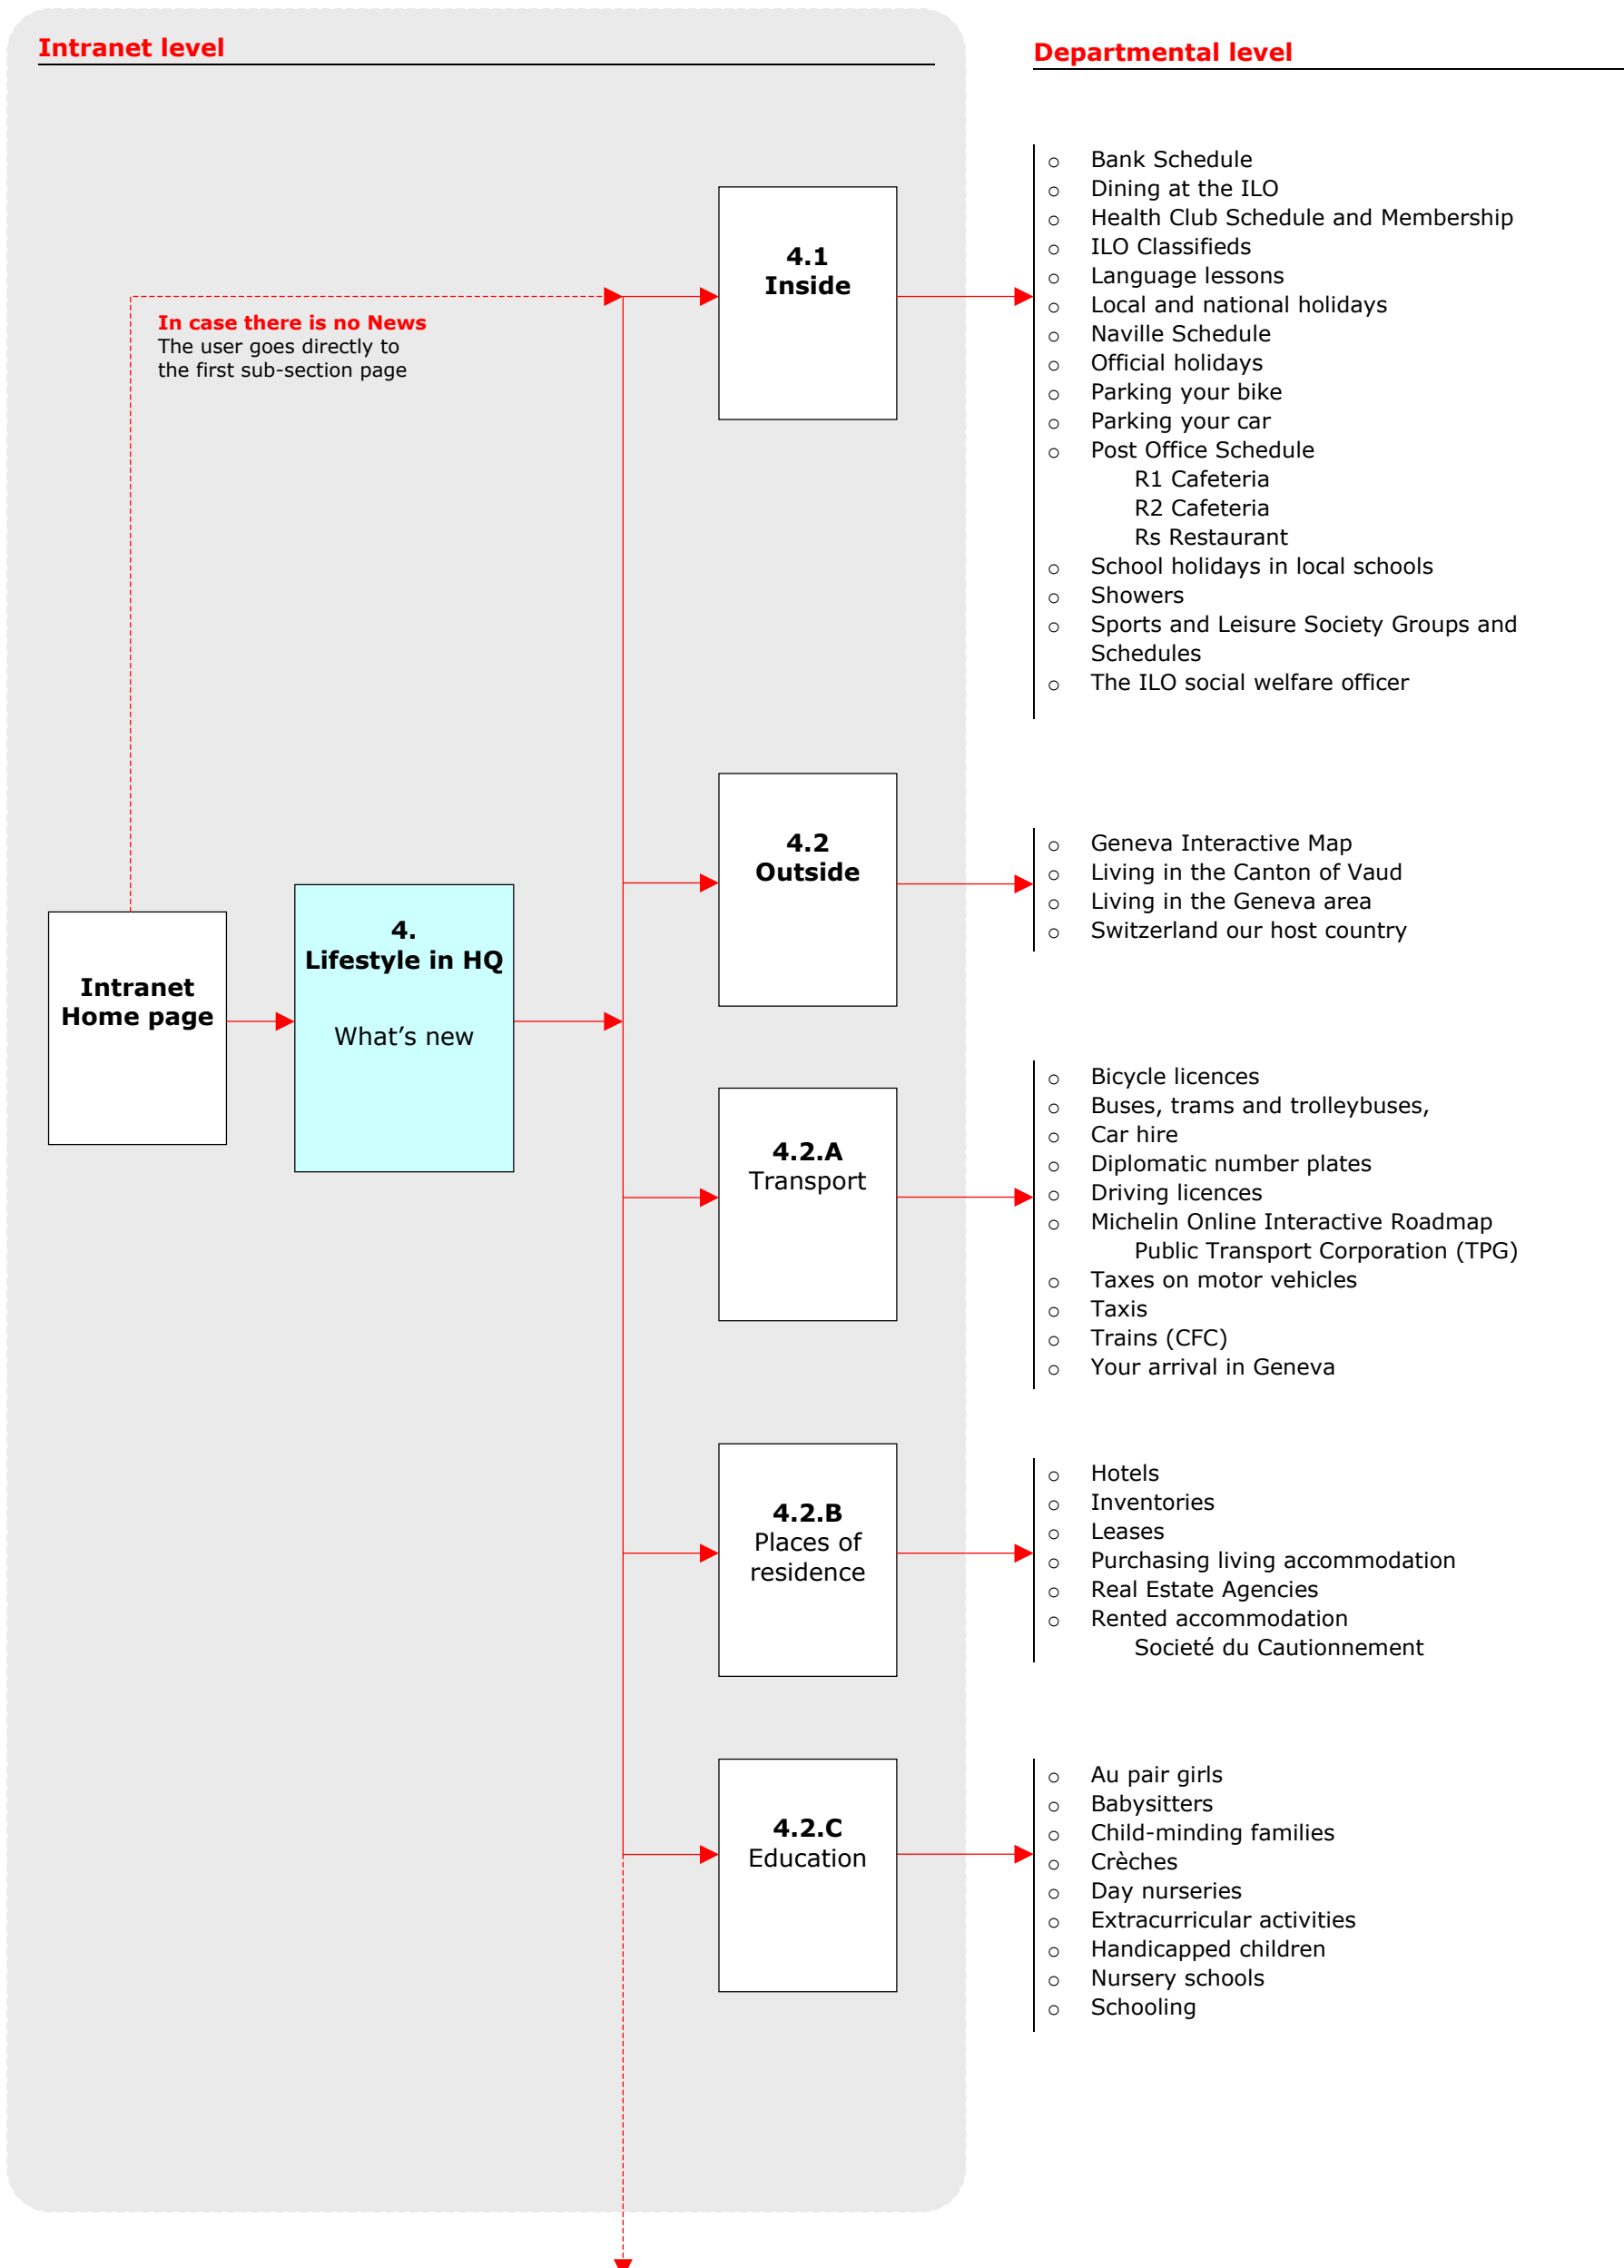 Intranet level
Departmental level
o Bank Schedule
o Dining at the ILO
o Health Club Schedule and Membership
o ILO Classifieds
o Language lessons
o Local and national holidays
o Naville Schedule
o Official holidays
o Parking your bike
o Parking your car
o Post Office Schedule
R1 Cafeteria
R2 Cafeteria
Rs Restaurant
o School holidays in local schools
o Showers
o Sports and Leisure Society Groups and
Schedules
o The ILO social welfare officer
4.1
Inside
In case there is no News
The user goes directly to
the first sub-section page
4.2
Outside
o Geneva Interactive Map
o Living in the Canton of Vaud
o Living in the Geneva area
o Switzerland our host country
Intranet
Home page
4.
Lifestyle in HQ
What’s new
4.2.A
Transport
o Bicycle licences
o Buses, trams and trolleybuses,
o Car hire
o Diplomatic number plates
o Driving licences
o Michelin Online Interactive Roadmap
Public Transport Corporation (TPG)
o Taxes on motor vehicles
o Taxis
o Trains (CFC)
o Your arrival in Geneva
4.2.B
Places of
residence
o Hotels
o Inventories
o Leases
o Purchasing living accommodation
o Real Estate Agencies
o Rented accommodation
Societé du Cautionnement
4.2.C
Education
o Au pair girls
o Babysitters
o Child-minding families
o Crèches
o Day nurseries
o Extracurricular activities
o Handicapped children
o Nursery schools
o Schooling